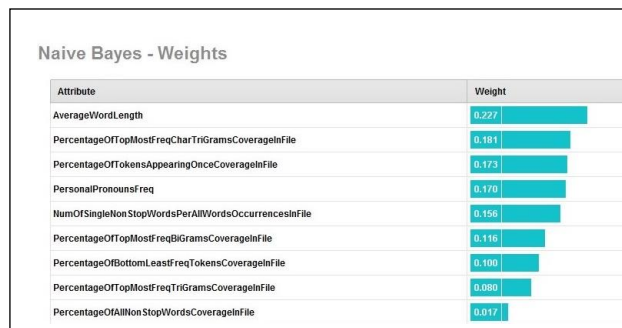 Naive Bayes - Weights
Attribute Weight
AverageWordLength 0.227
PercentageOfTopMostFreqCharTriGramsCoverageInFile 0.181
PercentageOfTokensAppearingOnceCoverageInFile 0.173
PersonalPronounsFreq 0.170
NumOfSingleNonStopWordsPerAllWordsOccurrencesInFile 0.156
PercentageOfTopMostFreqBiGramsCoverageInFile 0.116
PercentageOfBottomLeastFreqTokensCoverageInFile 0.100
PercentageOfTopMostFreqTriGramsCoverageInFile 0.080
PercentageOfAllNonStopWordsCoverageInFile 0.017